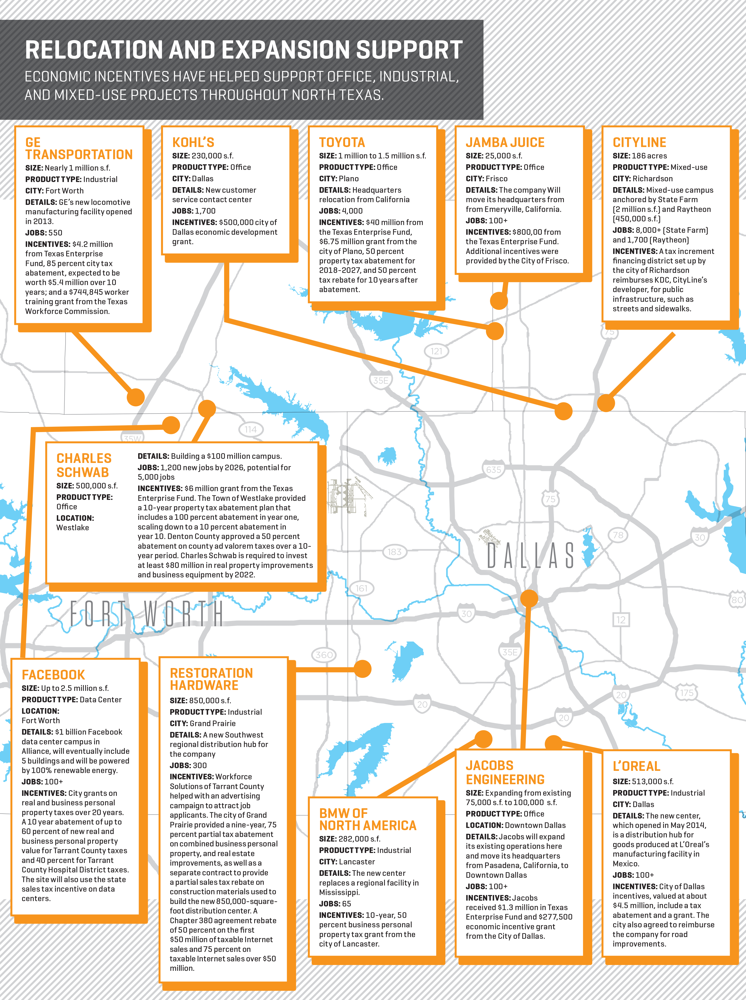 RELOCATION AND EXPANSION SUPPORT
ECONOMIC INCENTIVES HAVE HELPED SUPPORT OFFICE, INDUSTRIAL,
AND MIXED-USE PROJECTS THROUGHOUT NORTH TEXAS.
GE
TRANSPORTATION
SIZE: Nearly 1 million s.f.
PRODUCT TYPE: Industrial
CITY: Fort Worth
DETAILS: GE's new locomotive
manufacturing facility opened
in 2013.
JOBS: 550
INCENTIVES: $4.2 million
from Texas Enterprise
Fund, 85 percent city tax
abatement, expected to be
worth $5.4 million over 10
years; and a $744,845 worker
training grant from the Texas
Workforce Commission.
KOHL'S
SIZE: 230,000 s.f.
PRODUCT TYPE: Office
CITY: Dallas
DETAILS: New customer
service contact center
JOBS: 1,700
INCENTIVES: $500,000 city of
Dallas economic development
grant.
TOYOTA
SIZE: 1 million to 1.5 million s.f.
PRODUCT TYPE: Office
CITY: Plano
DETAILS: Headquarters
relocation from California
JOBS: 4,000
INCENTIVES: $40 million from
the Texas Enterprise Fund,
$6.75 million grant from the
city of Plano, 50 percent
property tax abatement for
2018-2027, and 50 percent
tax rebate for 10 years after
abatement.
JAMBA JUICE
SIZE: 25,000 s.f.
PRODUCT TYPE: Office
CITY: Frisco
DETAILS: The company Will
move its headquarters from
from Emeryville, California.
JOBS: 100+
INCENTIVES: $800,00 from
the Texas Enterprise Fund.
Additional incentives were
provided by the City of Frisco.
CITYLINE
SIZE: 186 acres
PRODUCT TYPE: Mixed-use
CITY: Richardson
DETAILS: Mixed-use campus
anchored by State Farm
(2 million s.f.) and Raytheon
(450,000 s.f.)
JOBS: 8,000+ (State Farm)
and 1,700 (Raytheon)
INCENTIVES: A tax increment
financing district set up by
the city of Richardson
reimburses KDC, CityLine's
developer, for public
infrastructure, such as
streets and sidewalks.
75
121
35E
114
35W
635
75
78
30
183
161
80
30
12
35E
360
20
20
20
175
DALLAS
FORT WORTH
CHARLES
SCHWAB
SIZE: 500,000 s.f.
PRODUCT TYPE:
Office
LOCATION:
Westlake
DETAILS: Building a $100 million campus.
JOBS: 1,200 new jobs by 2026, potential for
5,000 jobs
INCENTIVES: $6 million grant from the Texas
Enterprise Fund. The Town of Westlake provided
a 10-year property tax abatement plan that
includes a 100 percent abatement in year one,
scaling down to a 10 percent abatement in
year 10. Denton County approved a 50 percent
abatement on county ad valorem taxes over a 10-
year period. Charles Schwab is required to invest
at least $80 million in real property improvements
and business equipment by 2022.
FACEBOOK
SIZE: Up to 2.5 million s.f.
PRODUCT TYPE: Data Center
LOCATION:
Fort Worth
DETAILS: $1 billion Facebook
data center campus in
Alliance, will eventually include
5 buildings and will be powered
by 100% renewable energy.
JOBS: 100+
INCENTIVES: City grants on
real and business personal
property taxes over 20 years.
A 10 year abatement of up to
60 percent of new real and
business personal property
value for Tarrant County taxes
and 40 percent for Tarrant
County Hospital District taxes.
The site will also use the state
sales tax incentive on data
centers.
RESTORATION
HARDWARE
SIZE: 850,000 s.f.
PRODUCT TYPE: Industrial
CITY: Grand Prairie
DETAILS: A new Southwest
regional distribution hub for
the company
JOBS: 300
INCENTIVES: Workforce
Solutions of Tarrant County
helped with an advertising
campaign to attract job
applicants. The city of Grand
Prairie provided a nine-year, 75
percent partial tax abatement
on combined business personal
property, and real estate
improvements, as well as a
separate contract to provide
a partial sales tax rebate on
construction materials used to
build the new 850,000-square-
foot distribution center. A
Chapter 380 agreement rebate
of 50 percent on the first
$50 million of taxable Internet
sales and 75 percent on
taxable Internet sales over $50
million.
BMW OF
NORTH AMERICA
SIZE: 282,000 s.f.
PRODUCT TYPE: Industrial
CITY: Lancaster
DETAILS: The new center
replaces a regional facility in
Mississippi.
JOBS: 65
INCENTIVES: 10-year, 50
percent business personal
property tax grant from the
city of Lancaster.
JACOBS
ENGINEERING
SIZE: Expanding from existing
75,000 s.f. to 100,000 s.f.
PRODUCT TYPE: Office
LOCATION: Downtown Dallas
DETAILS: Jacobs will expand
its existing operations here
and move its headquarters
from Pasadena, California, to
Downtown Dallas
JOBS: 100+
INCENTIVES: Jacobs
received $1.3 million in Texas
Enterprise Fund and $277,500
economic incentive grant
from the City of Dallas.
L'OREAL
SIZE: 513,000 s.f.
PRODUCT TYPE: Industrial
CITY: Dallas
DETAILS: The new center,
which opened in May 2014,
is a distribution hub for
goods produced at L'Oreal's
manufacturing facility in
Mexico.
JOBS: 100+
INCENTIVES: City of Dallas
incentives, valued at about
$4.5 million, include a tax
abatement and a grant. The
city also agreed to reimburse
the company for road
improvements.